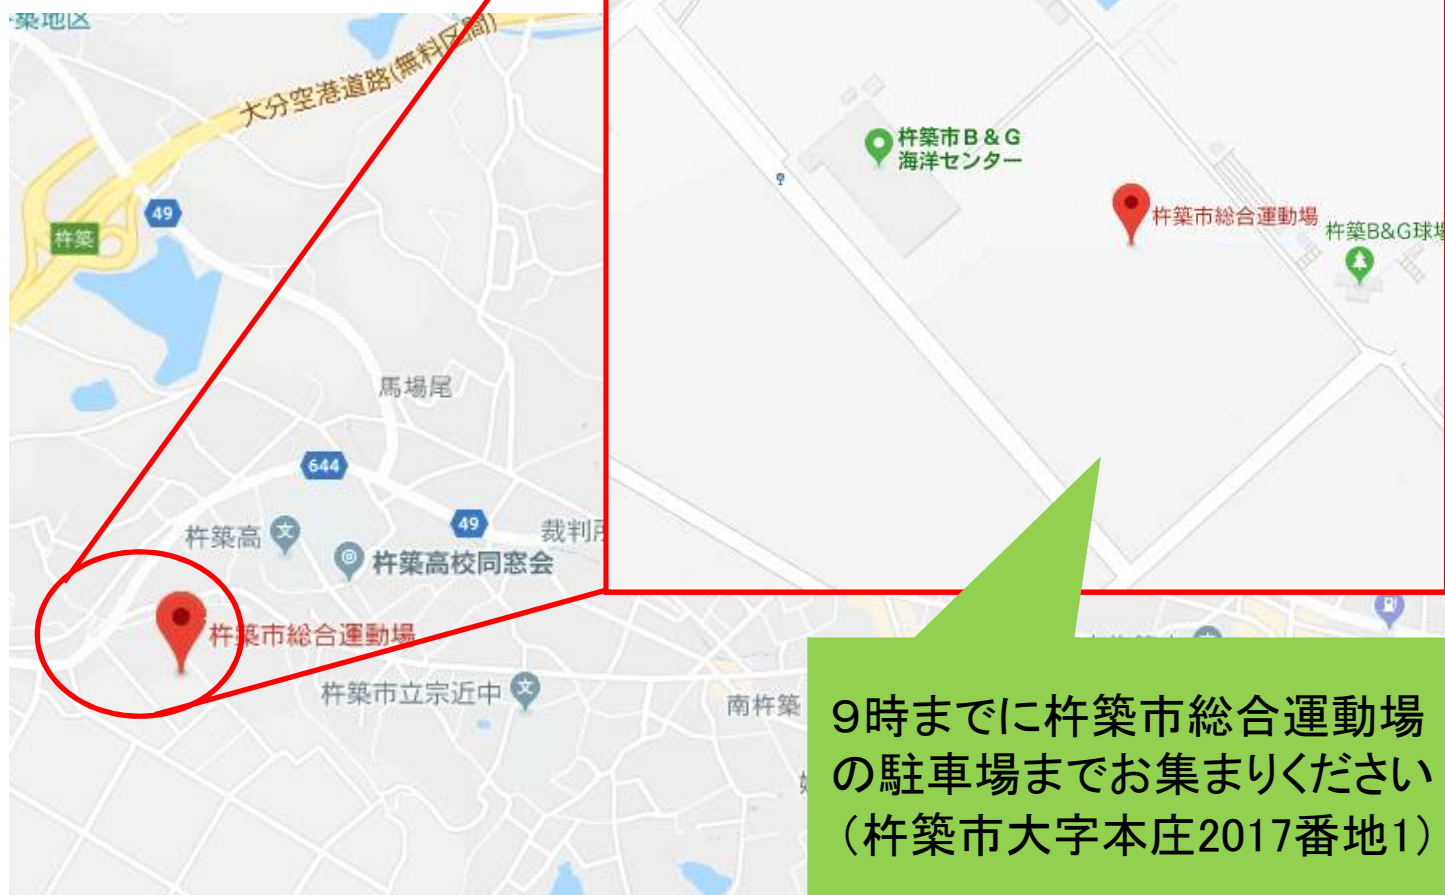 築地区
大分空港道路(無料区間)
49
杵築
馬場尾
644
49
杵築高
杵築高校同窓会
裁判所
杵築市総合運動場
杵築市立宗近中
南杵築
杵築市B&G
海洋センター
杵築市総合運動場
杵築B&G球場
9時までに杵築市総合運動場
の駐車場までお集まりください
（杵築市大字本庄2017番地1）